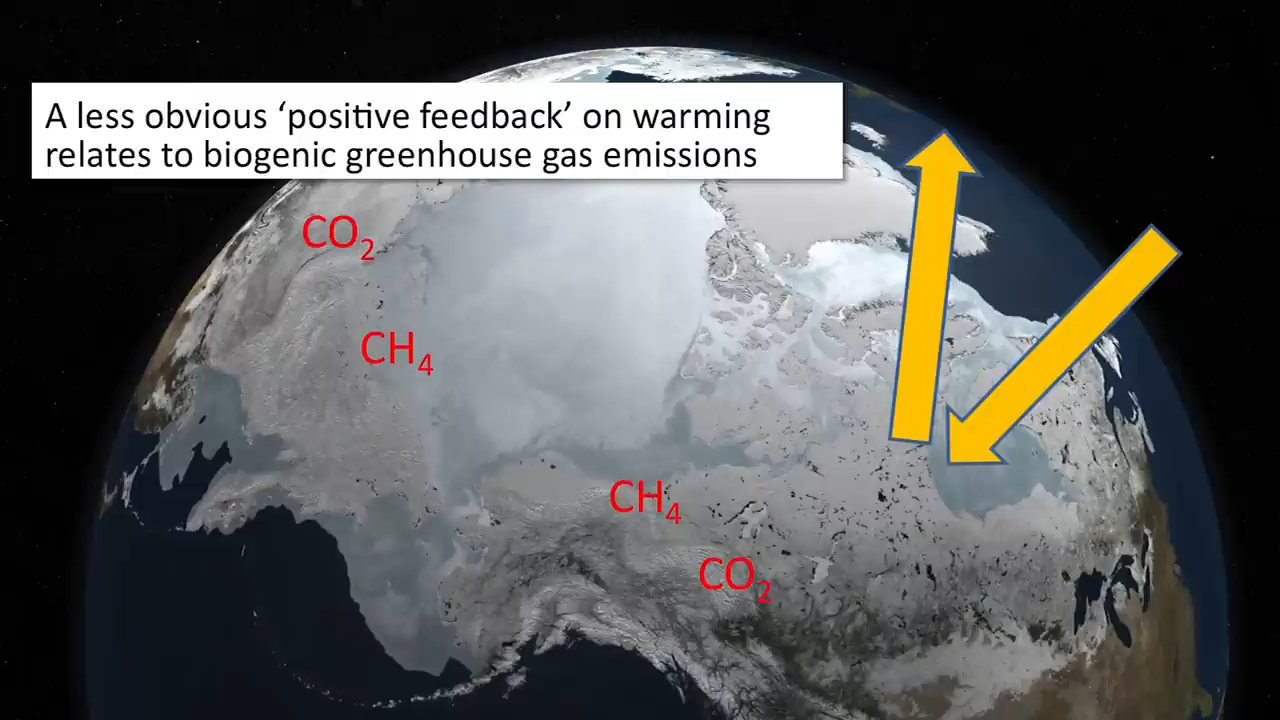 A less obvious ‘positive feedback’ on warming
relates to biogenic greenhouse gas emissions
CO₂
CH₄
CH₄
CO₂